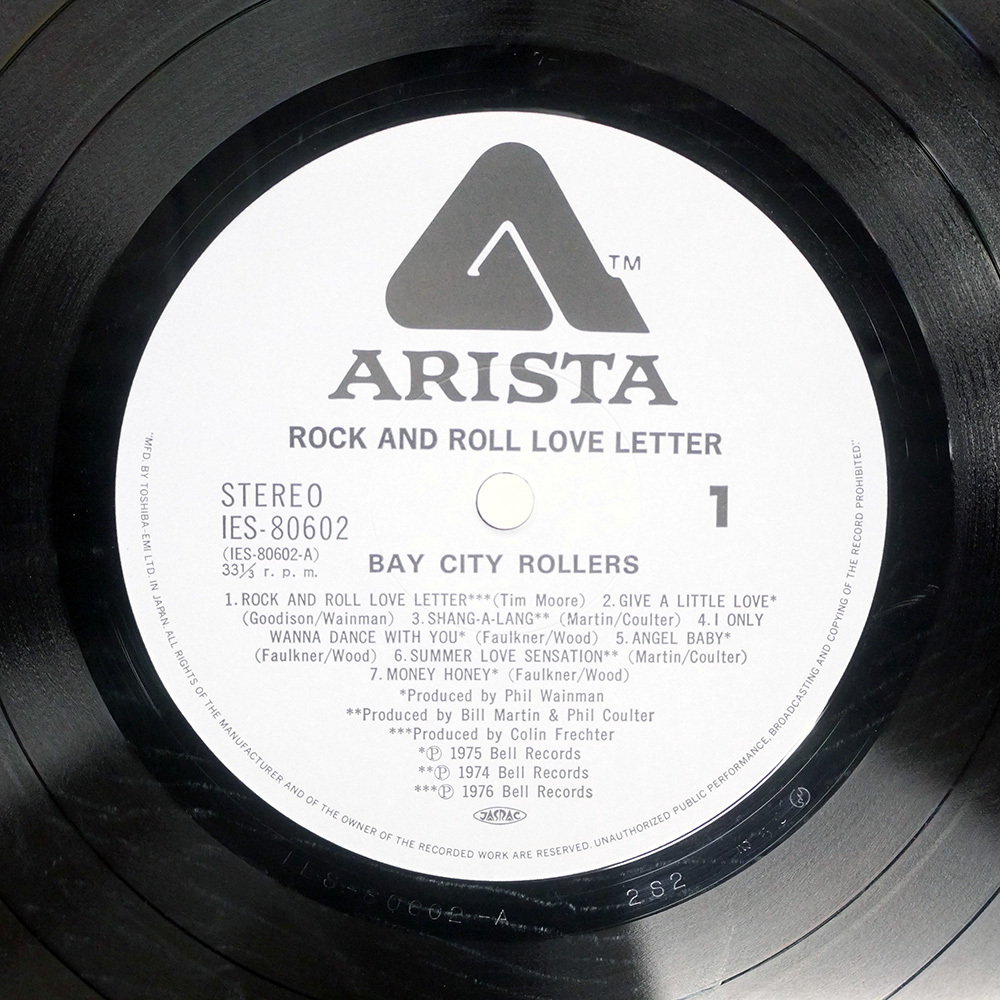 TM
ARISTA
ROCK AND ROLL LOVE LETTER
STEREO
IES-80602
(IES-80602-A)
33⅓ r. p. m.
1
BAY CITY ROLLERS
1.ROCK AND ROLL LOVE LETTER***(Tim Moore) 2.GIVE A LITTLE LOVE*
(Goodison/Wainman) 3.SHANG-A-LANG** (Martin/Coulter) 4.I ONLY
WANNA DANCE WITH YOU* (Faulkner/Wood) 5.ANGEL BABY*
(Faulkner/Wood) 6.SUMMER LOVE SENSATION** (Martin/Coulter)
7.MONEY HONEY* (Faulkner/Wood)
*Produced by Phil Wainman
**Produced by Bill Martin & Phil Coulter
***Produced by Colin Frechter
*Ⓟ 1975 Bell Records
**Ⓟ 1974 Bell Records
***Ⓟ 1976 Bell Records
JASRAC
"MFD. BY TOSHIBA-EMI LTD. IN JAPAN. ALL RIGHTS OF THE MANUFACTURER AND OF THE OWNER OF THE RECORDED WORK ARE RESERVED. UNAUTHORIZED PUBLIC PERFORMANCE, BROADCASTING AND COPYING OF THE RECORD PROHIBITED."
2S2